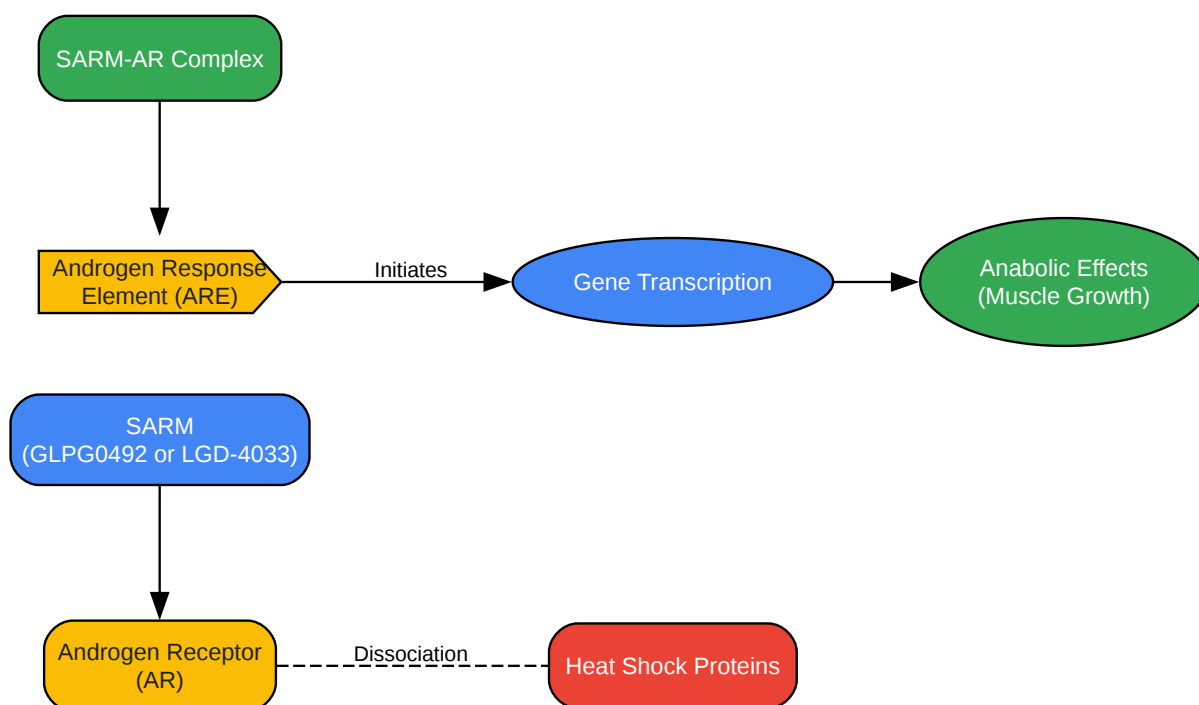 SARM-AR Complex
Androgen Response
Element (ARE)
Initiates
Gene Transcription
Anabolic Effects
(Muscle Growth)
SARM
(GLPG0492 or LGD-4033)
Androgen Receptor
(AR)
Dissociation
Heat Shock Proteins